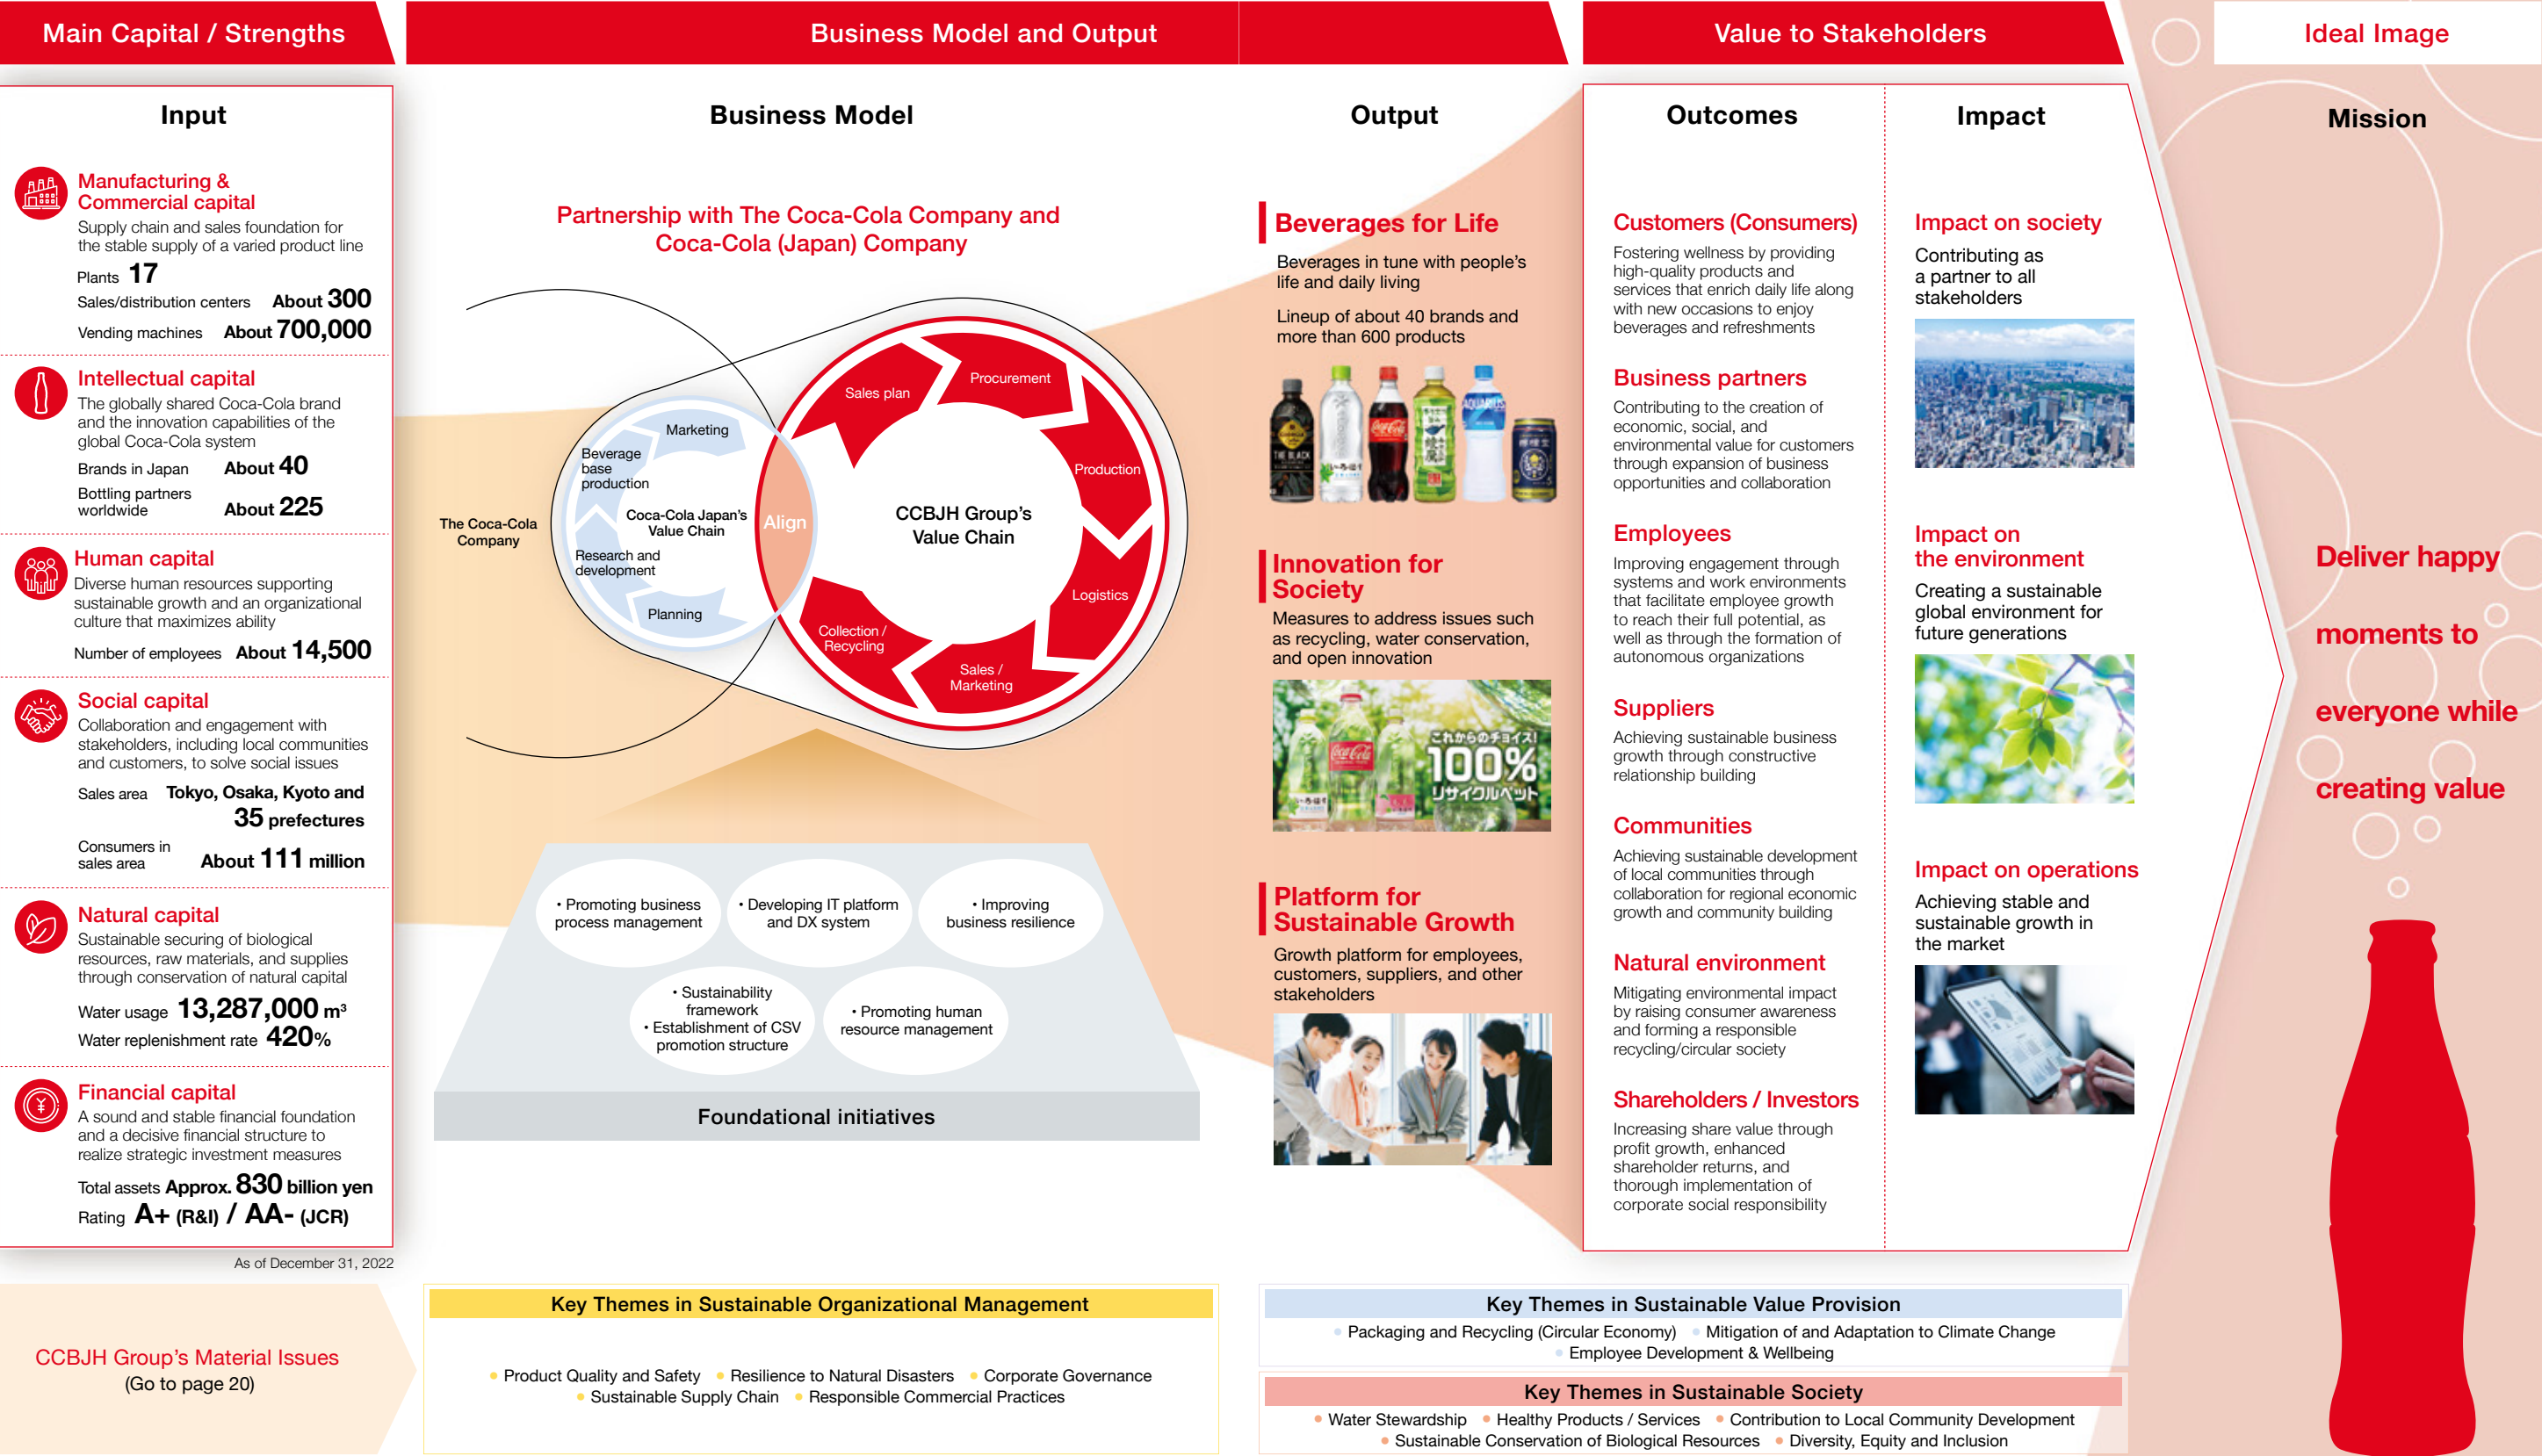 Main Capital / Strengths
Business Model and Output
Value to Stakeholders
Ideal Image
Input
Manufacturing &
Commercial capital
Supply chain and sales foundation for
the stable supply of a varied product line
Plants 17
Sales/distribution centers About 300
Vending machines About 700,000
Intellectual capital
The globally shared Coca-Cola brand
and the innovation capabilities of the
global Coca-Cola system
Brands in Japan About 40
Bottling partners
worldwide About 225
Human capital
Diverse human resources supporting
sustainable growth and an organizational
culture that maximizes ability
Number of employees About 14,500
Social capital
Collaboration and engagement with
stakeholders, including local communities
and customers, to solve social issues
Sales area Tokyo, Osaka, Kyoto and
35 prefectures
Consumers in
sales area About 111 million
Natural capital
Sustainable securing of biological
resources, raw materials, and supplies
through conservation of natural capital
Water usage 13,287,000 m³
Water replenishment rate 420%
Financial capital
A sound and stable financial foundation
and a decisive financial structure to
realize strategic investment measures
Total assets Approx. 830 billion yen
Rating A+ (R&I) / AA- (JCR)
As of December 31, 2022
Business Model
Partnership with The Coca-Cola Company and
Coca-Cola (Japan) Company
The Coca-Cola
Company
Marketing
Beverage
base
production
Coca-Cola Japan's
Value Chain
Research and
development
Planning
Align
CCBJH Group's
Value Chain
Sales plan
Procurement
Production
Logistics
Sales /
Marketing
Collection /
Recycling
• Promoting business
process management
• Developing IT platform
and DX system
• Improving
business resilience
• Sustainability
framework
• Establishment of CSV
promotion structure
• Promoting human
resource management
Foundational initiatives
Output
Beverages for Life
Beverages in tune with people's
life and daily living
Lineup of about 40 brands and
more than 600 products
THE BLACK
Coca-Cola
AQUARIUS
Innovation for
Society
Measures to address issues such
as recycling, water conservation,
and open innovation
Coca-Cola
これからのチョイス!
100%
リサイクルペット
Platform for
Sustainable Growth
Growth platform for employees,
customers, suppliers, and other
stakeholders
Outcomes
Customers (Consumers)
Fostering wellness by providing
high-quality products and
services that enrich daily life along
with new occasions to enjoy
beverages and refreshments
Business partners
Contributing to the creation of
economic, social, and
environmental value for customers
through expansion of business
opportunities and collaboration
Employees
Improving engagement through
systems and work environments
that facilitate employee growth
to reach their full potential, as
well as through the formation of
autonomous organizations
Suppliers
Achieving sustainable business
growth through constructive
relationship building
Communities
Achieving sustainable development
of local communities through
collaboration for regional economic
growth and community building
Natural environment
Mitigating environmental impact
by raising consumer awareness
and forming a responsible
recycling/circular society
Shareholders / Investors
Increasing share value through
profit growth, enhanced
shareholder returns, and
thorough implementation of
corporate social responsibility
Impact
Impact on society
Contributing as
a partner to all
stakeholders
Impact on
the environment
Creating a sustainable
global environment for
future generations
Impact on operations
Achieving stable and
sustainable growth in
the market
Mission
Deliver happy
moments to
everyone while
creating value
CCBJH Group's Material Issues
(Go to page 20)
Key Themes in Sustainable Organizational Management
• Product Quality and Safety • Resilience to Natural Disasters • Corporate Governance
• Sustainable Supply Chain • Responsible Commercial Practices
Key Themes in Sustainable Value Provision
• Packaging and Recycling (Circular Economy) • Mitigation of and Adaptation to Climate Change
• Employee Development & Wellbeing
Key Themes in Sustainable Society
• Water Stewardship • Healthy Products / Services • Contribution to Local Community Development
• Sustainable Conservation of Biological Resources • Diversity, Equity and Inclusion